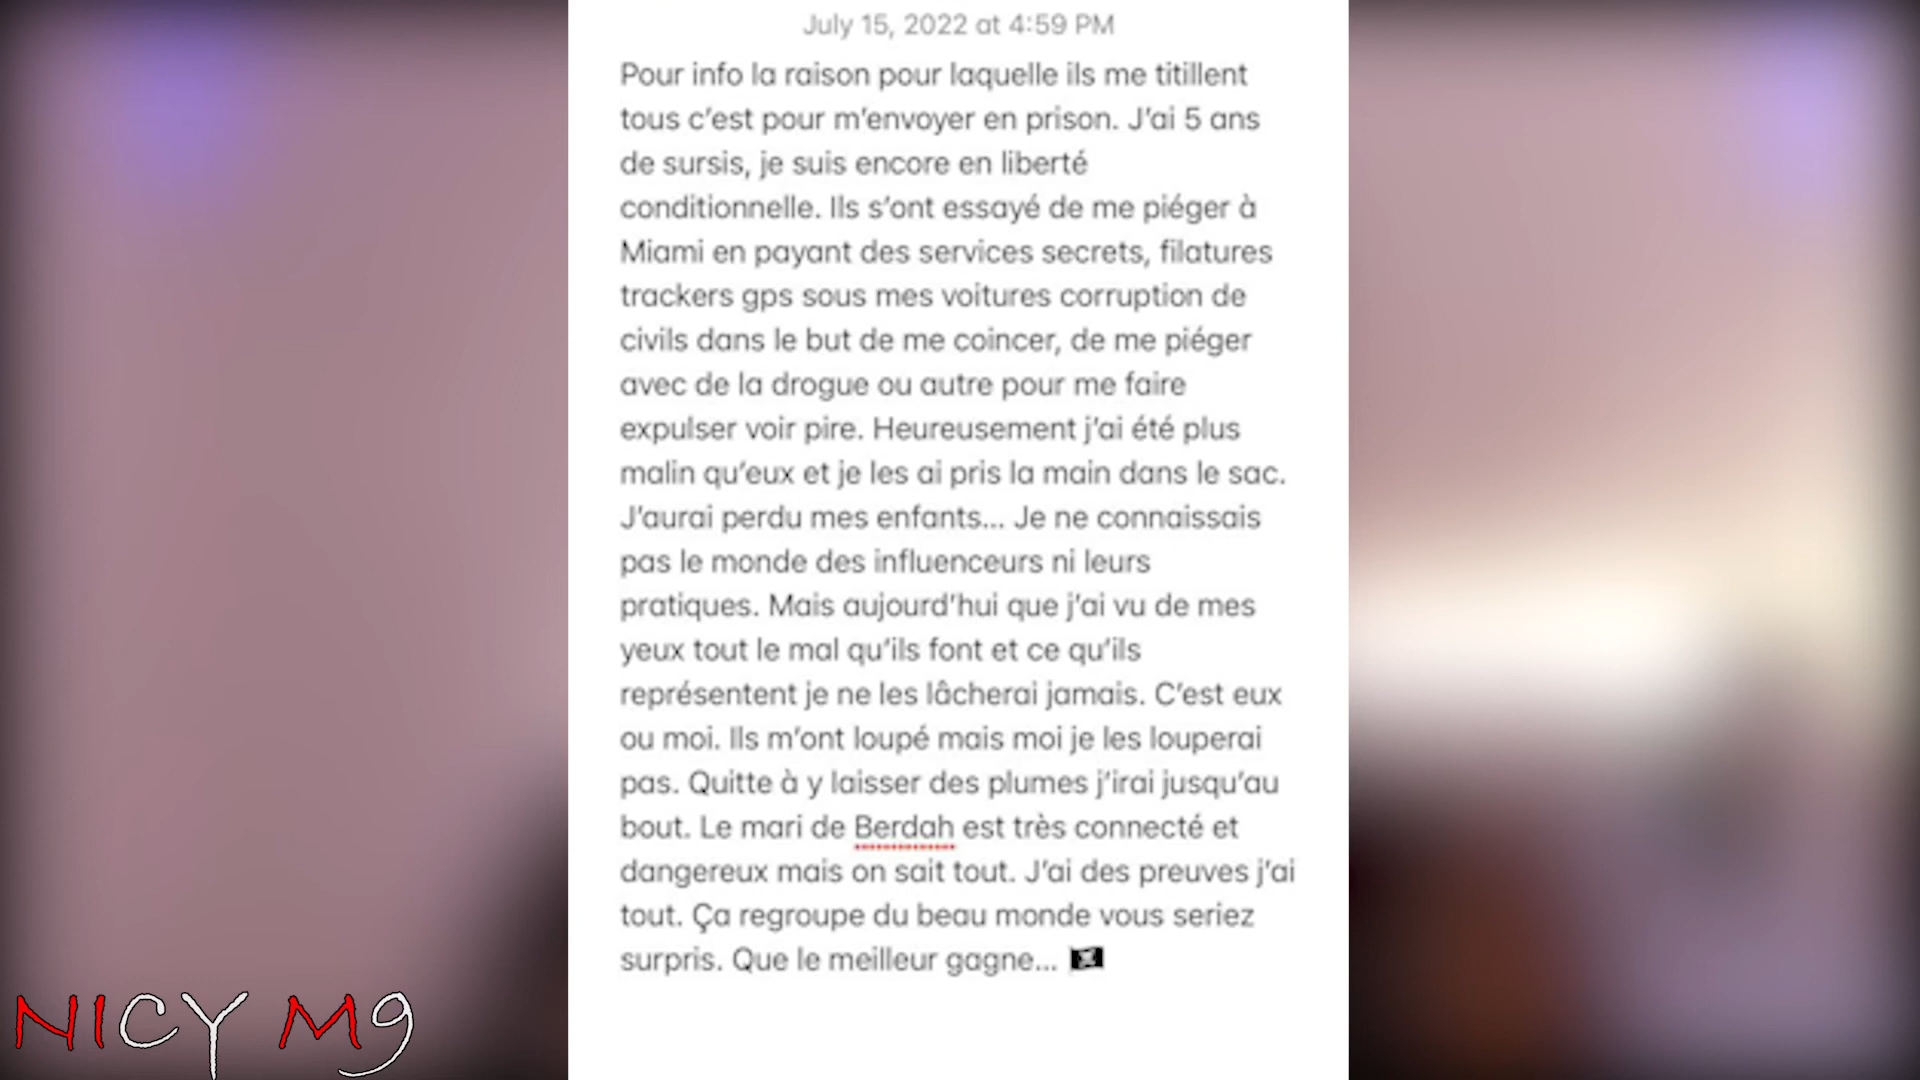 July 15, 2022 at 4:59 PM
Pour info la raison pour laquelle ils me titillent
tous c'est pour m'envoyer en prison. J'ai 5 ans
de sursis, je suis encore en liberté
conditionnelle. Ils s'ont essayé de me piéger à
Miami en payant des services secrets, filatures
trackers gps sous mes voitures corruption de
civils dans le but de me coincer, de me piéger
avec de la drogue ou autre pour me faire
expulser voir pire. Heureusement j'ai été plus
malin qu'eux et je les ai pris la main dans le sac.
J'aurai perdu mes enfants... Je ne connaissais
pas le monde des influenceurs ni leurs
pratiques. Mais aujourd'hui que j'ai vu de mes
yeux tout le mal qu'ils font et ce qu'ils
représentent je ne les lâcherai jamais. C'est eux
ou moi. Ils m'ont loupé mais moi je les louperai
pas. Quitte à y laisser des plumes j'irai jusqu'au
bout. Le mari de Berdah est très connecté et
dangereux mais on sait tout. J'ai des preuves j'ai
tout. Ça regroupe du beau monde vous seriez
surpris. Que le meilleur gagne... 🏴‍☠️
NICY M9